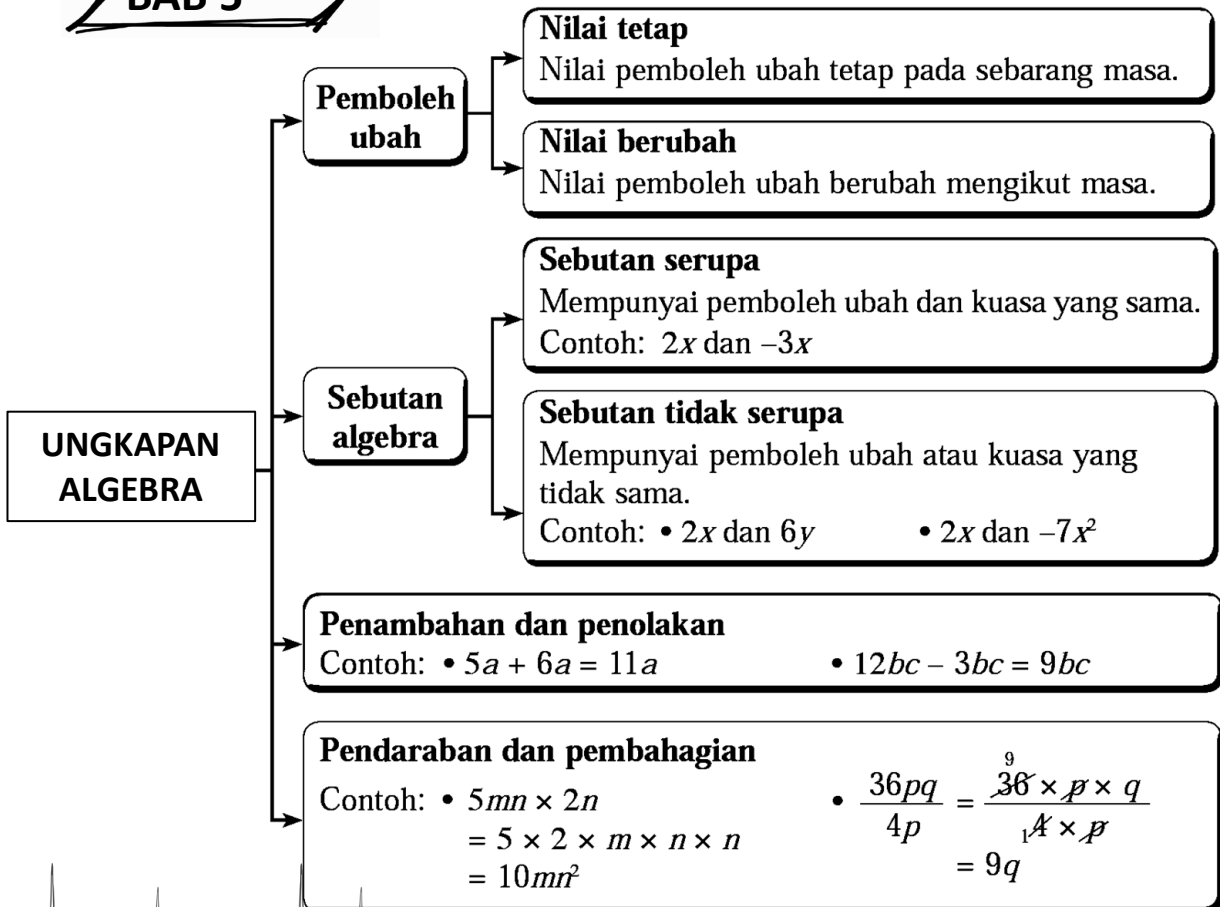 BAB 5
Nilai tetap
Nilai pemboleh ubah tetap pada sebarang masa.
Pemboleh
ubah
Nilai berubah
Nilai pemboleh ubah berubah mengikut masa.
Sebutan serupa
Mempunyai pemboleh ubah dan kuasa yang sama.
Contoh: 2x dan –3x
Sebutan
algebra
Sebutan tidak serupa
Mempunyai pemboleh ubah atau kuasa yang
tidak sama.
Contoh: • 2x dan 6y • 2x dan –7x²
UNGKAPAN
ALGEBRA
Penambahan dan penolakan
Contoh: • 5a + 6a = 11a • 12bc – 3bc = 9bc
Pendaraban dan pembahagian
Contoh: • 5mn × 2n
= 5 × 2 × m × n × n
= 10mn²
• 36pq / 4p = 9 36 × p × q / 1 4 × p
= 9q